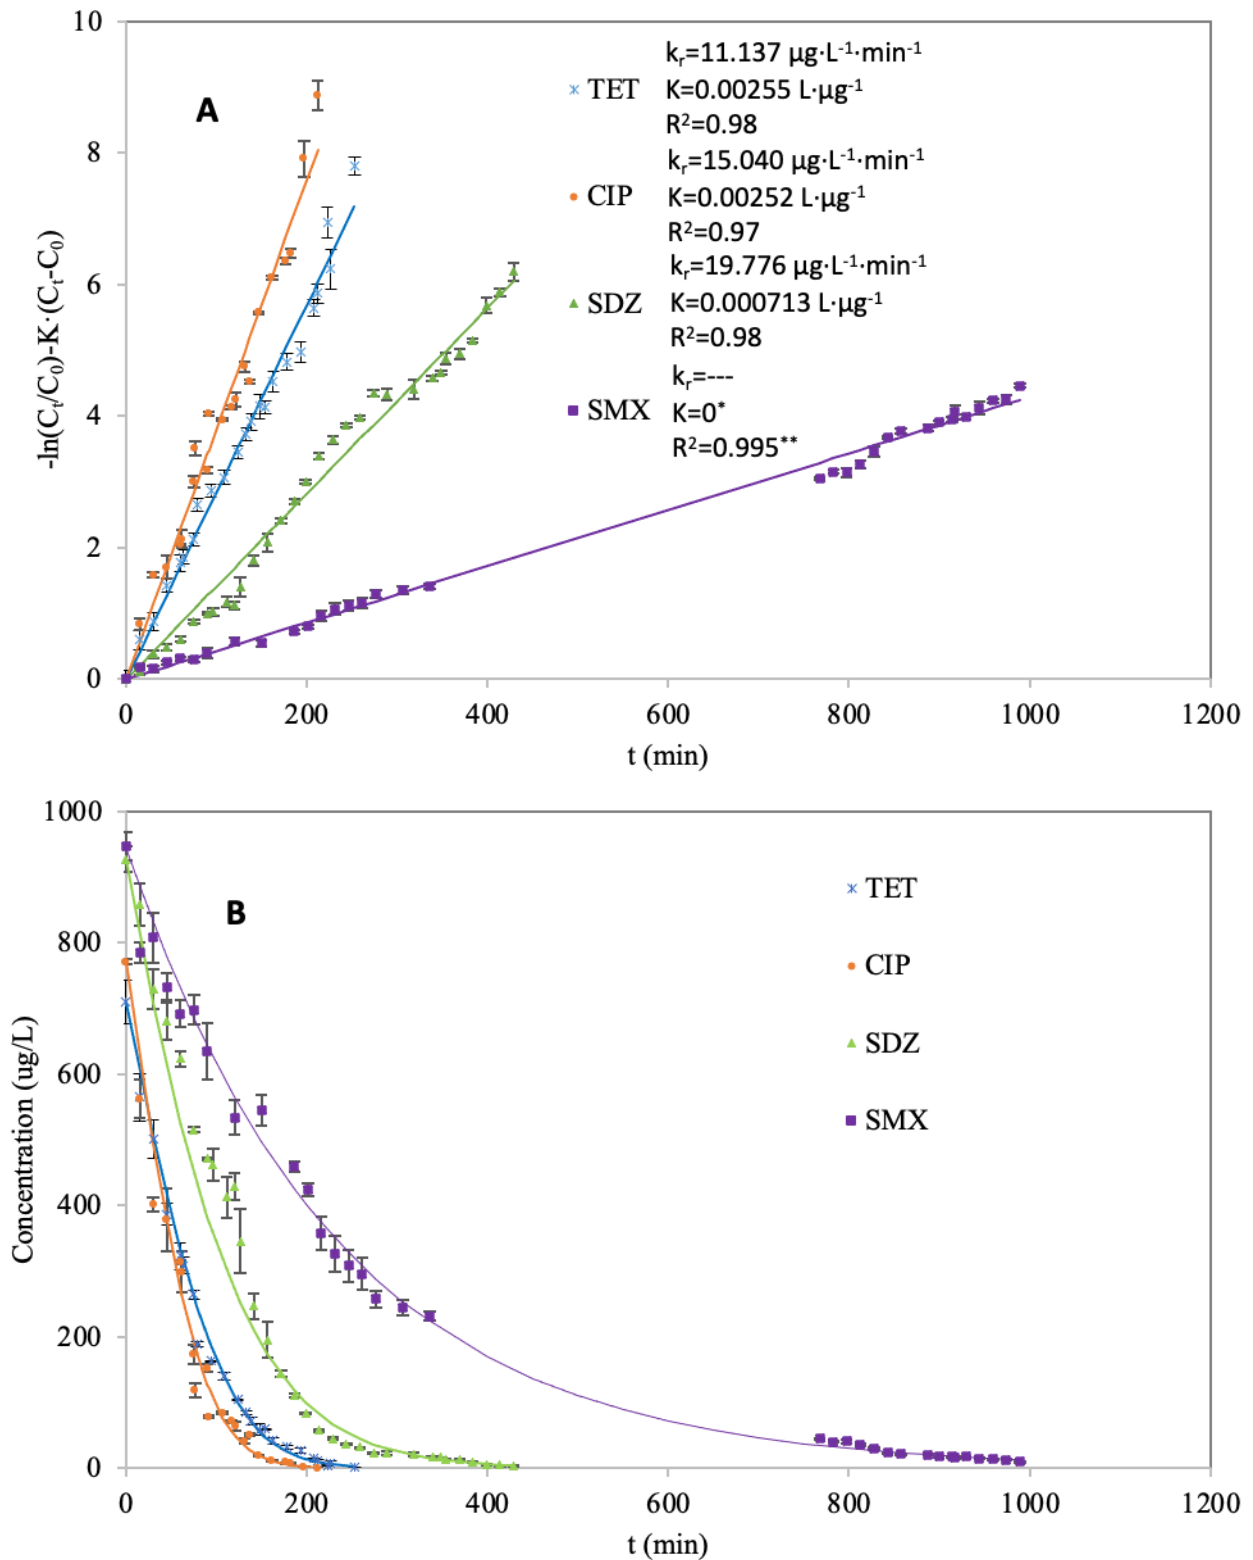 10
8
6
4
2
0
-ln(Cₜ/C₀)-K·(Cₜ-C₀)
A
kᵣ=11.137 µg·L⁻¹·min⁻¹
TET K=0.00255 L·µg⁻¹
R²=0.98
kᵣ=15.040 µg·L⁻¹·min⁻¹
CIP K=0.00252 L·µg⁻¹
R²=0.97
kᵣ=19.776 µg·L⁻¹·min⁻¹
SDZ K=0.000713 L·µg⁻¹
R²=0.98
kᵣ=---
SMX K=0*
R²=0.995**
0 200 400 600 800 1000 1200
t (min)
1000
800
600
400
200
0
Concentration (ug/L)
B
TET
CIP
SDZ
SMX
0 200 400 600 800 1000 1200
t (min)